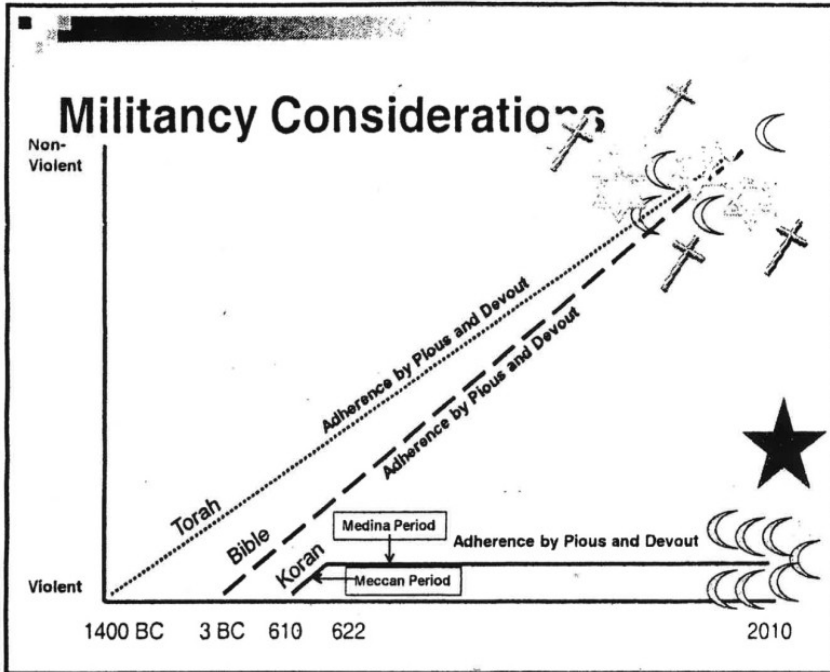 Militancy Considerations
Non-
Violent
Adherence by Pious and Devout
Adherence by Pious and Devout
Torah
Bible
Koran
Medina Period
Adherence by Pious and Devout
Meccan Period
Violent
1400 BC 3 BC 610 622 2010